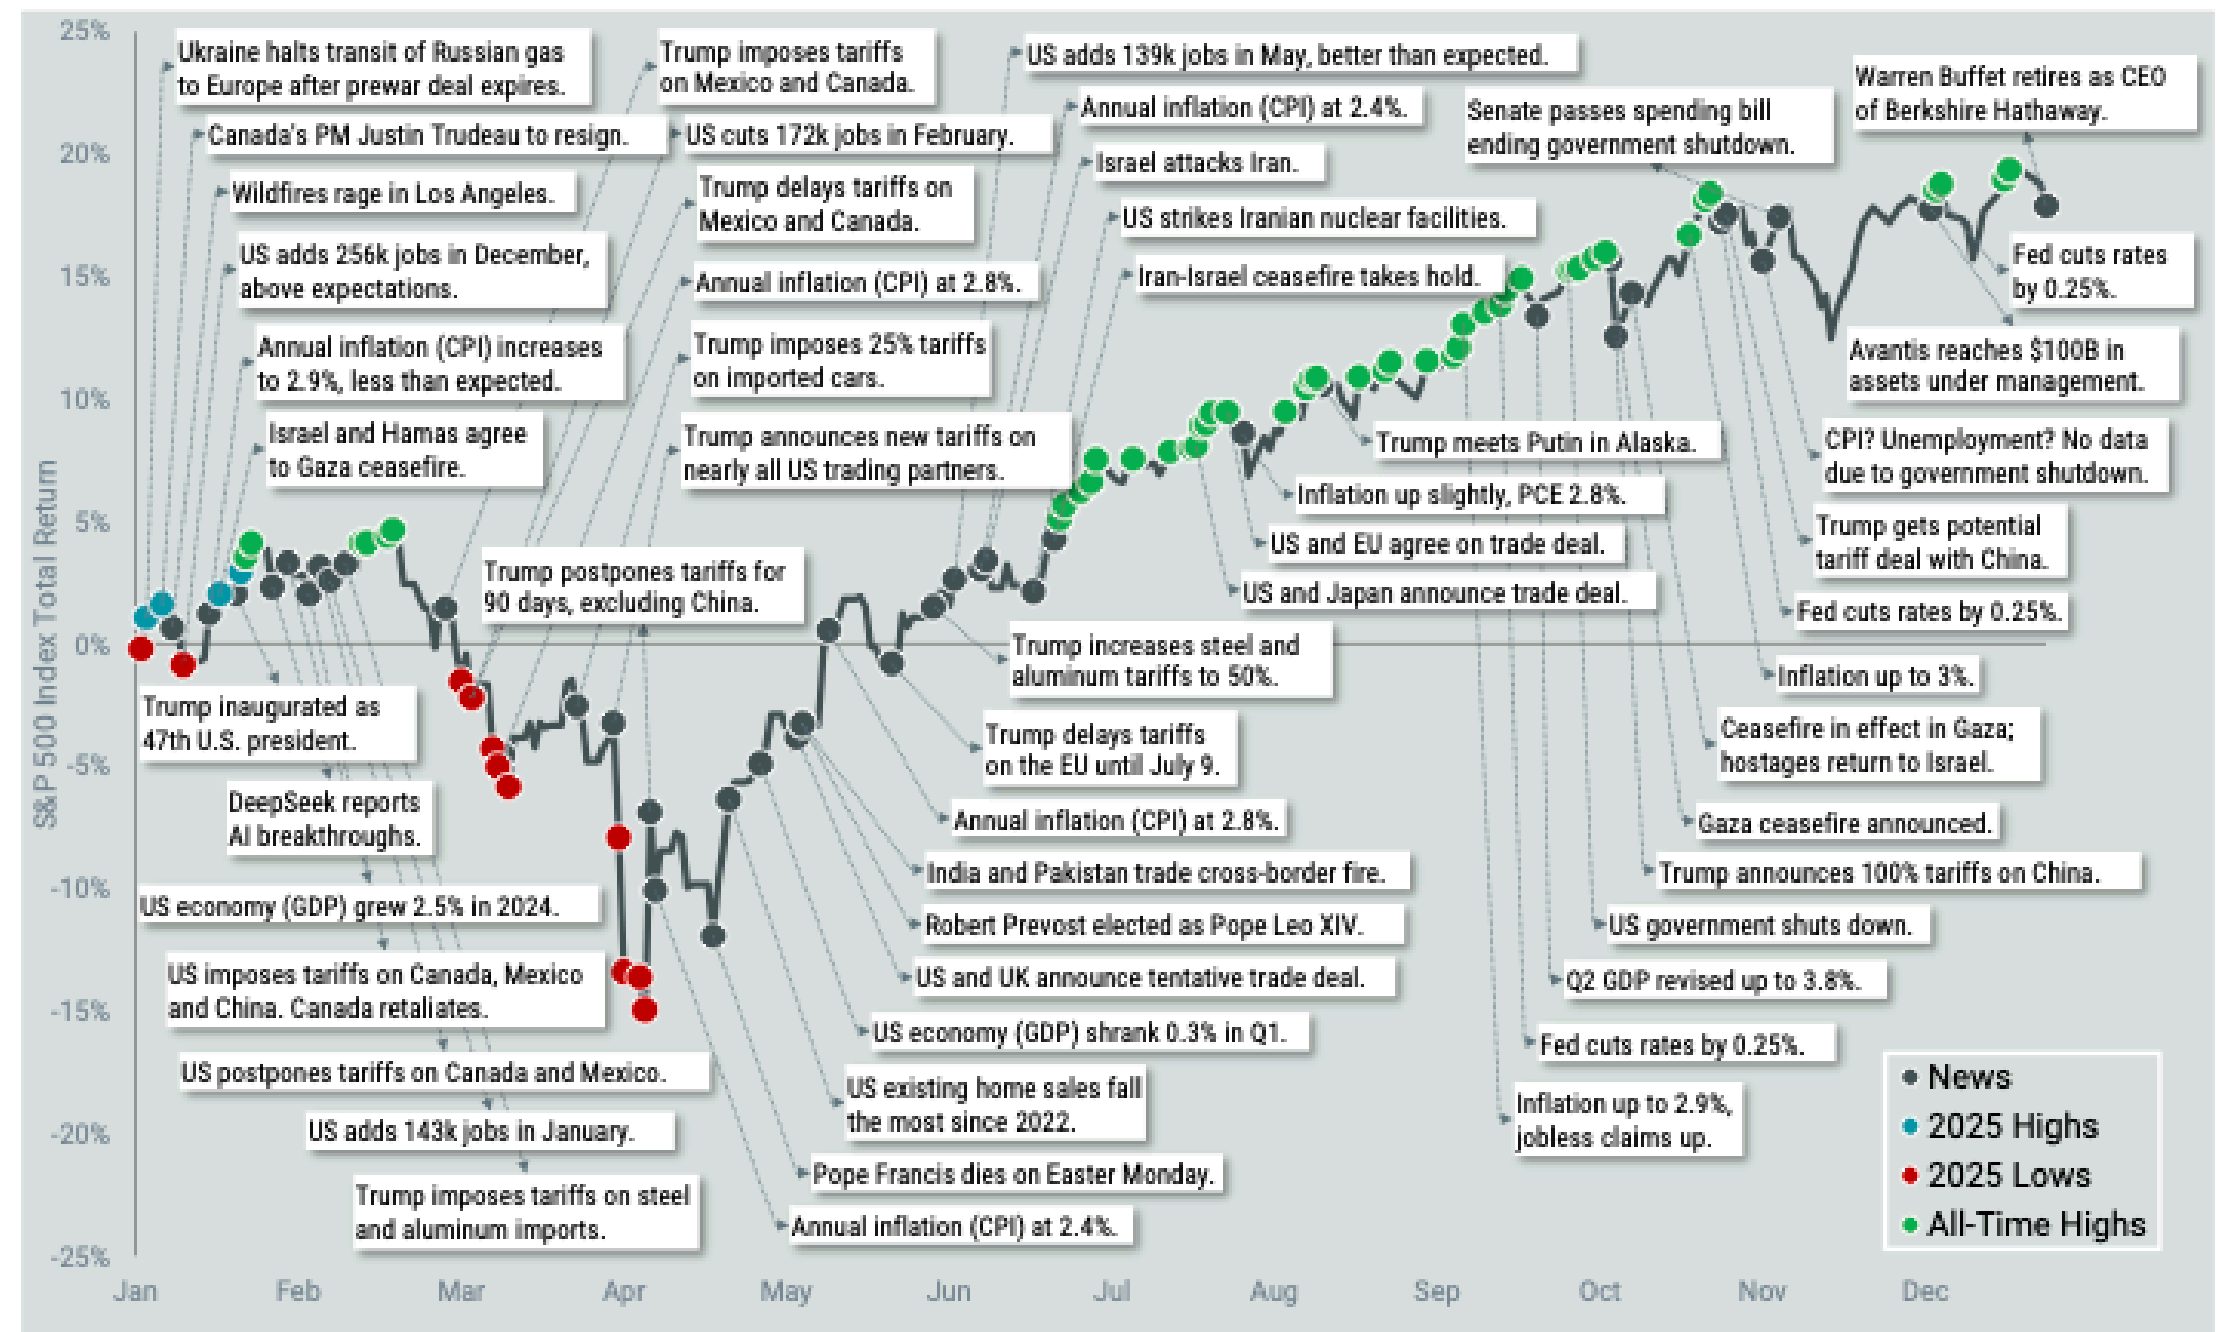 25%
20%
15%
10%
5%
0%
-5%
-10%
-15%
-20%
-25%
S&P 500 Index Total Return
Jan
Feb
Mar
Apr
May
Jun
Jul
Aug
Sep
Oct
Nov
Dec
Ukraine halts transit of Russian gas
to Europe after prewar deal expires.
Canada's PM Justin Trudeau to resign.
Wildfires rage in Los Angeles.
US adds 256k jobs in December,
above expectations.
Annual inflation (CPI) increases
to 2.9%, less than expected.
Israel and Hamas agree
to Gaza ceasefire.
Trump inaugurated as
47th U.S. president.
DeepSeek reports
AI breakthroughs.
US economy (GDP) grew 2.5% in 2024.
US imposes tariffs on Canada, Mexico
and China. Canada retaliates.
US postpones tariffs on Canada and Mexico.
US adds 143k jobs in January.
Trump imposes tariffs on steel
and aluminum imports.
Trump imposes tariffs
on Mexico and Canada.
US cuts 172k jobs in February.
Trump delays tariffs on
Mexico and Canada.
Annual inflation (CPI) at 2.8%.
Trump imposes 25% tariffs
on imported cars.
Trump announces new tariffs on
nearly all US trading partners.
Trump postpones tariffs for
90 days, excluding China.
Annual inflation (CPI) at 2.4%.
Pope Francis dies on Easter Monday.
US existing home sales fall
the most since 2022.
US economy (GDP) shrank 0.3% in Q1.
US and UK announce tentative trade deal.
Robert Prevost elected as Pope Leo XIV.
India and Pakistan trade cross-border fire.
Annual inflation (CPI) at 2.8%.
Trump delays tariffs
on the EU until July 9.
Trump increases steel and
aluminum tariffs to 50%.
US adds 139k jobs in May, better than expected.
Annual inflation (CPI) at 2.4%.
Israel attacks Iran.
US strikes Iranian nuclear facilities.
Iran-Israel ceasefire takes hold.
US and Japan announce trade deal.
US and EU agree on trade deal.
Inflation up slightly, PCE 2.8%.
Trump meets Putin in Alaska.
Inflation up to 2.9%,
jobless claims up.
Fed cuts rates by 0.25%.
Q2 GDP revised up to 3.8%.
US government shuts down.
Trump announces 100% tariffs on China.
Gaza ceasefire announced.
Ceasefire in effect in Gaza;
hostages return to Israel.
Inflation up to 3%.
Fed cuts rates by 0.25%.
Trump gets potential
tariff deal with China.
CPI? Unemployment? No data
due to government shutdown.
Senate passes spending bill
ending government shutdown.
Avantis reaches $100B in
assets under management.
Fed cuts rates
by 0.25%.
Warren Buffet retires as CEO
of Berkshire Hathaway.
News
2025 Highs
2025 Lows
All-Time Highs